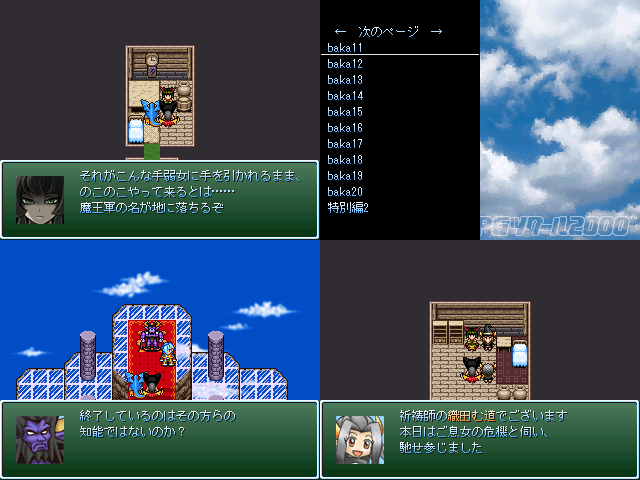 それがこんな手弱女に手を引かれるまま、
のこのこやって来るとは……
魔王軍の名が地に落ちるぞ
← 次のページ →
baka11
baka12
baka13
baka14
baka15
baka16
baka17
baka18
baka19
baka20
特別編2
PGツクール2000
終了しているのはその方らの
知能ではないのか？
祈祷師の織田む道でございます
本日はご息女の危機と伺い、
馳せ参じました